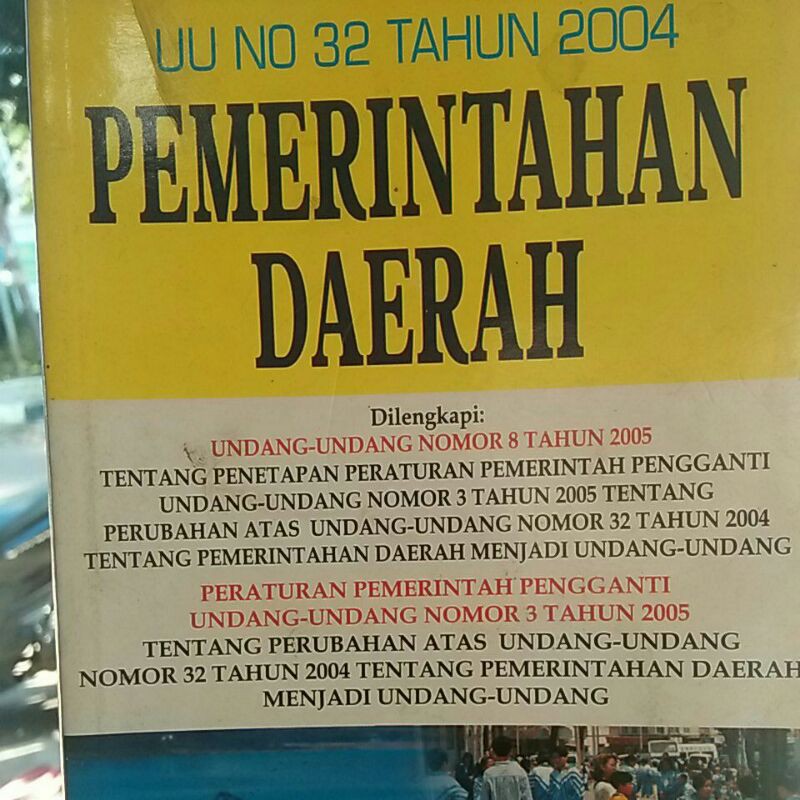 UU NO 32 TAHUN 2004
PEMERINTAHAN
DAERAH
Dilengkapi:
UNDANG-UNDANG NOMOR 8 TAHUN 2005
TENTANG PENETAPAN PERATURAN PEMERINTAH PENGGANTI
UNDANG-UNDANG NOMOR 3 TAHUN 2005 TENTANG
PERUBAHAN ATAS UNDANG-UNDANG NOMOR 32 TAHUN 2004
TENTANG PEMERINTAHAN DAERAH MENJADI UNDANG-UNDANG
PERATURAN PEMERINTAH PENGGANTI
UNDANG-UNDANG NOMOR 3 TAHUN 2005
TENTANG PERUBAHAN ATAS UNDANG-UNDANG
NOMOR 32 TAHUN 2004 TENTANG PEMERINTAHAN DAERAH
MENJADI UNDANG-UNDANG